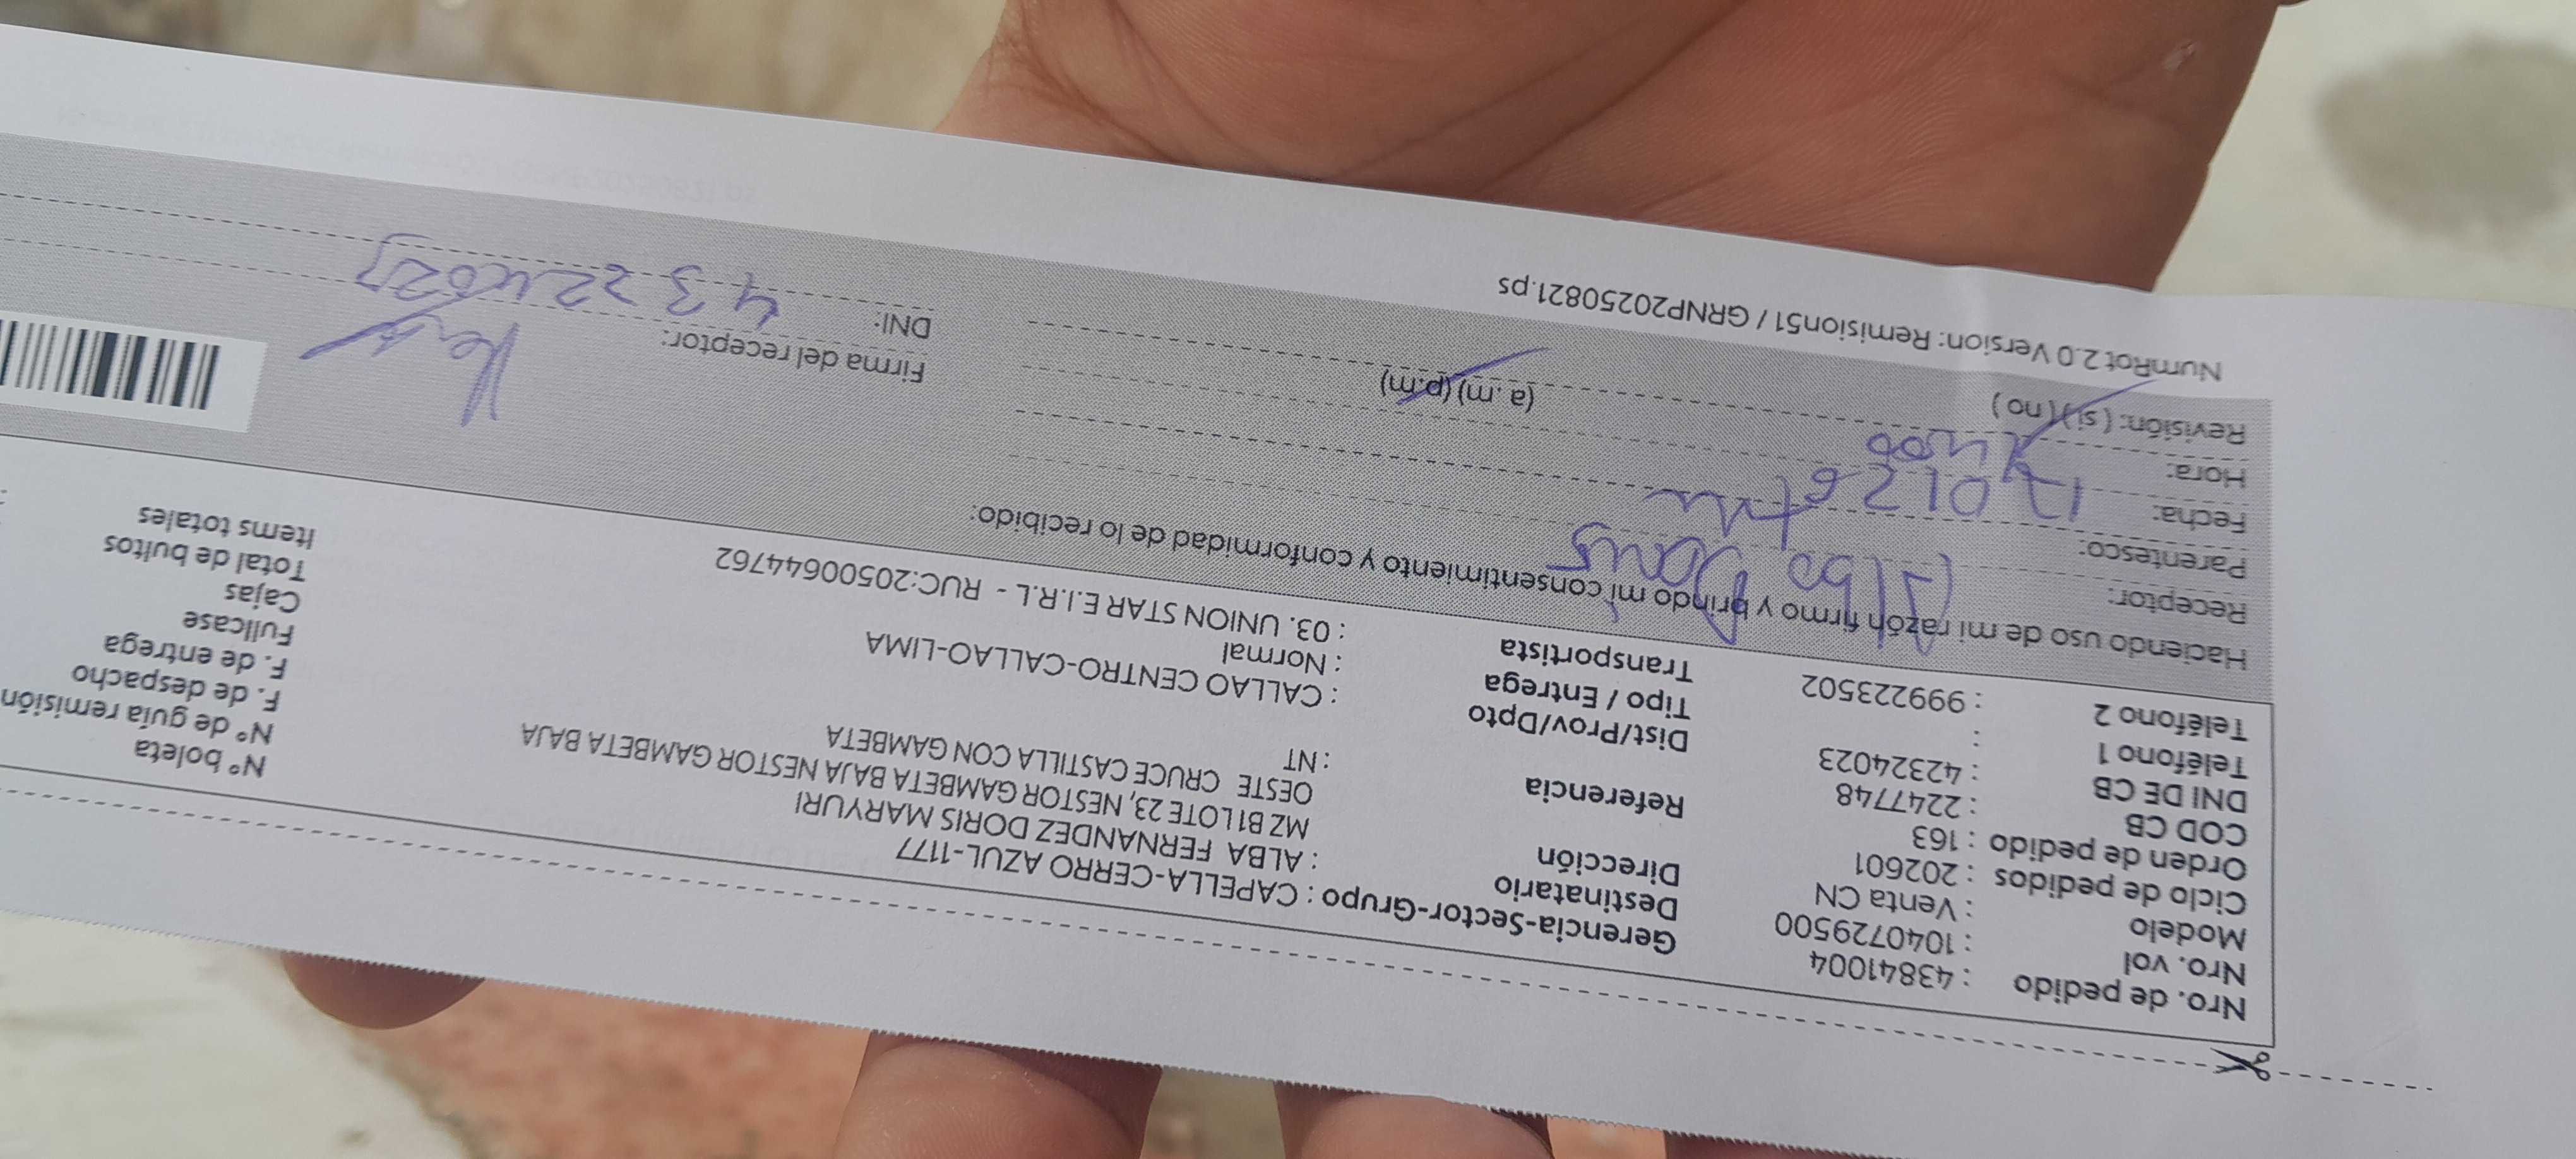 Nro. de pedido : 43841004
Nro. vol : 1040729500
Modelo : Venta CN
Ciclo de pedidos : 202601
Orden de pedido : 163
COD CB : 2247748
DNI DE CB : 42324023
Teléfono 1 :
Teléfono 2 : 999223502
Gerencia-Sector-Grupo : CAPELLA-CERRO AZUL-1177
Destinatario : ALBA FERNANDEZ DORIS MARYURI
Dirección MZ B1 LOTE 23, NESTOR GAMBETA BAJA NESTOR GAMBETA BAJA
OESTE CRUCE CASTILLA CON GAMBETA
Referencia : NT
Dist/Prov/Dpto : CALLAO CENTRO-CALLAO-LIMA
Tipo / Entrega : Normal
Transportista : 03. UNION STAR E.I.R.L - RUC:20500644762
N° boleta
N° de guía remisión
F. de despacho
F. de entrega
Fullcase
Cajas
Total de bultos
Items totales
Haciendo uso de mi razón firmo y brindo mi consentimiento y conformidad de lo recibido:
Receptor: Alba Doris
Parentesco:
Fecha:
Hora:
Revisión: ( si ) ( no )
(a. m) (p.m)
Firma del receptor:
DNI:
NumRot 2.0 Version: Remision51 / GRNP20250821.ps